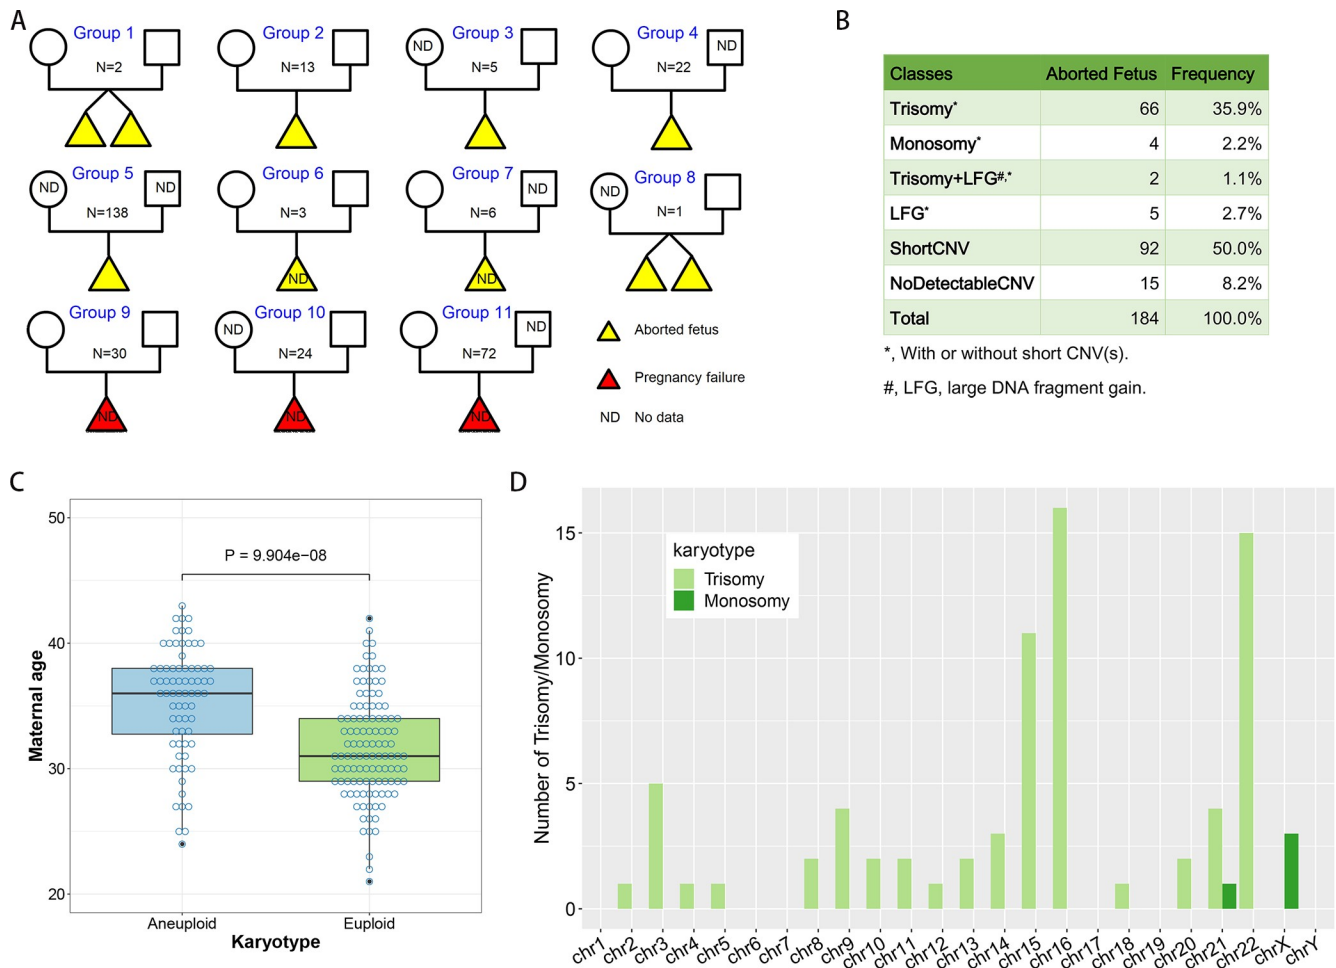 A
Group 1
Group 2
Group 3
Group 4
ND
ND
N=2
N=13
N=5
N=22
Group 5
Group 6
Group 7
Group 8
ND
ND
ND
ND
N=138
N=3
N=6
N=1
ND
ND
Group 9
Group 10
Group 11
ND
ND
N=30
N=24
N=72
ND
ND
ND
Aborted fetus
Pregnancy failure
ND No data
B
Classes Aborted Fetus Frequency
Trisomy* 66 35.9%
Monosomy* 4 2.2%
Trisomy+LFG#,* 2 1.1%
LFG* 5 2.7%
ShortCNV 92 50.0%
NoDetectableCNV 15 8.2%
Total 184 100.0%
*, With or without short CNV(s).
#, LFG, large DNA fragment gain.
C
50
40
30
20
Maternal age
P = 9.904e−08
Aneuploid Euploid
Karyotype
D
15
10
5
0
Number of Trisomy/Monosomy
karyotype
Trisomy
Monosomy
chr1 chr2 chr3 chr4 chr5 chr6 chr7 chr8 chr9 chr10 chr11 chr12 chr13 chr14 chr15 chr16 chr17 chr18 chr19 chr20 chr21 chr22 chrX chrY